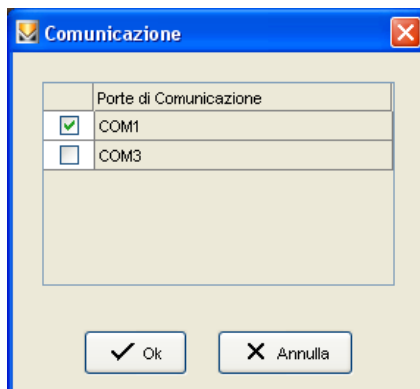 Comunicazione
Porte di Comunicazione
COM1
COM3
Ok
Annulla